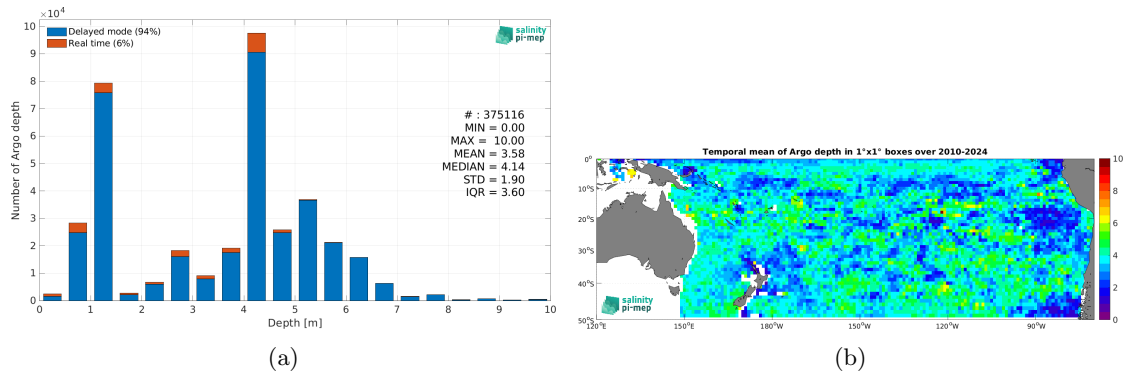 ×10⁴
Delayed mode (94%)
Real time (6%)
salinity
pi-mep
10
9
8
7
6
5
4
3
2
1
0
Number of Argo depth
# : 375116
MIN = 0.00
MAX = 10.00
MEAN = 3.58
MEDIAN = 4.14
STD = 1.90
IQR = 3.60
0 1 2 3 4 5 6 7 8 9 10
Depth [m]
(a)
Temporal mean of Argo depth in 1°x1° boxes over 2010-2024
0°
10°S
20°S
30°S
40°S
50°S
120°E 150°E 180°W 150°W 120°W 90°W
salinity
pi-mep
10
8
6
4
2
0
(b)